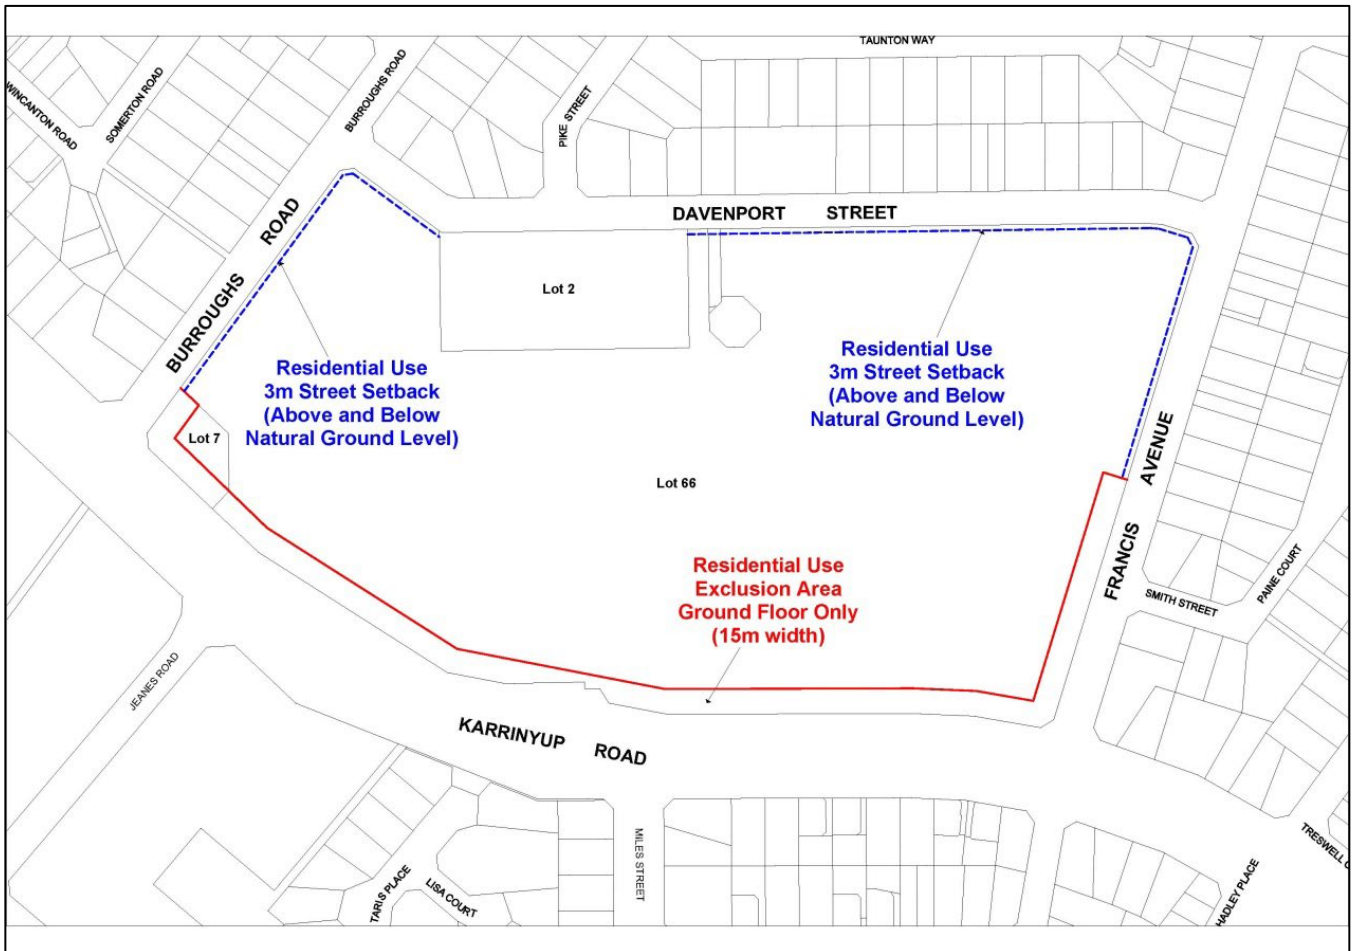 TAUNTON WAY
WINCANTON ROAD
SOMERTON ROAD
BURROUGHS ROAD
PIKE STREET
DAVENPORT STREET
BURROUGHS ROAD
Lot 2
Residential Use
3m Street Setback
(Above and Below
Natural Ground Level)
Residential Use
3m Street Setback
(Above and Below
Natural Ground Level)
Lot 7
Lot 66
FRANCIS AVENUE
Residential Use
Exclusion Area
Ground Floor Only
(15m width)
SMITH STREET
PAINE COURT
JEANES ROAD
KARRINYUP ROAD
MILES STREET
TARIS PLACE
LISA COURT
HADLEY PLACE
TRESWELL